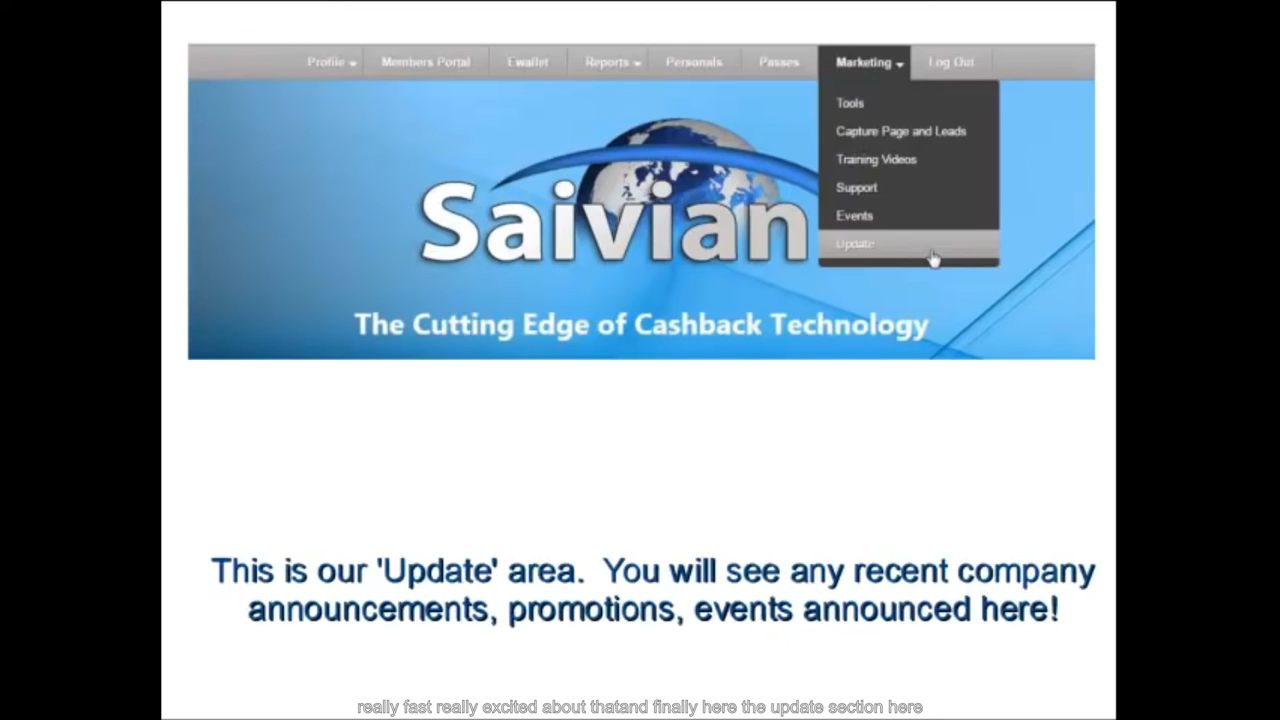 Profile Members Portal Ewallet Reports Personals Passes Marketing Log Out
Tools
Capture Page and Leads
Training Videos
Support
Events
Update
Saivian
The Cutting Edge of Cashback Technology
This is our 'Update' area. You will see any recent company
announcements, promotions, events announced here!
really fast really excited about thatand finally here the update section here